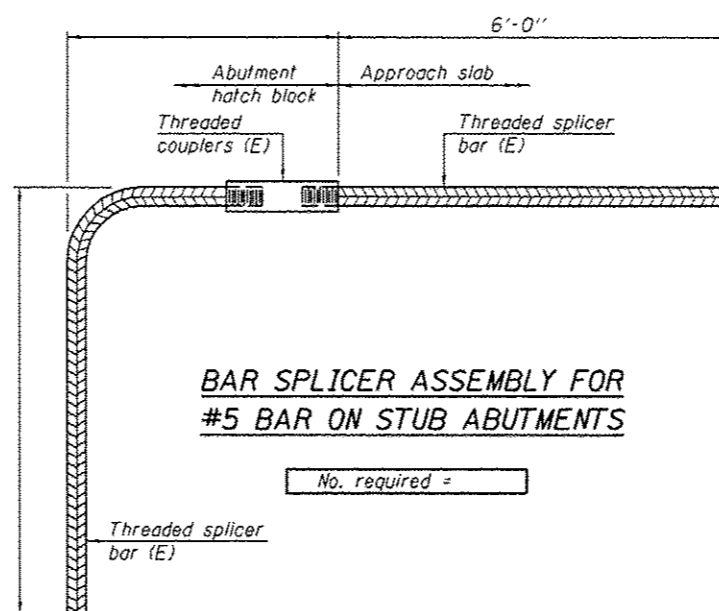 6'-0"
Abutment
hatch block
Approach slab
Threaded
couplers (E)
Threaded splicer
bar (E)
BAR SPLICER ASSEMBLY FOR
#5 BAR ON STUB ABUTMENTS
No. required =
Threaded splicer
bar (E)